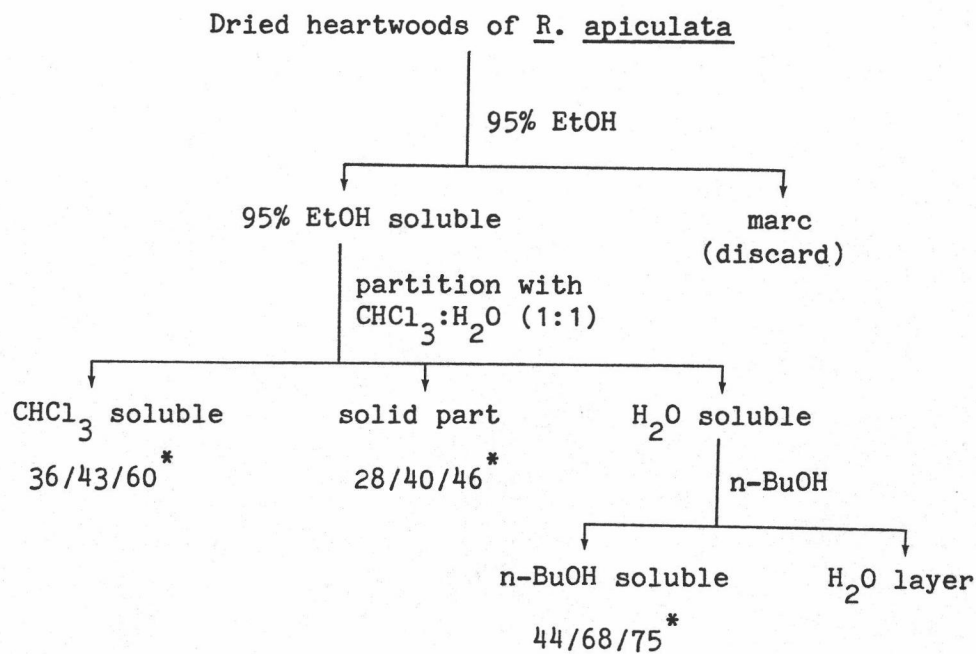 Dried heartwoods of R. apiculata
95% EtOH
95% EtOH soluble
marc
(discard)
partition with
CHCl3:H2O (1:1)
CHCl3 soluble
solid part
H2O soluble
36/43/60*
28/40/46*
n-BuOH
n-BuOH soluble
H2O layer
44/68/75*